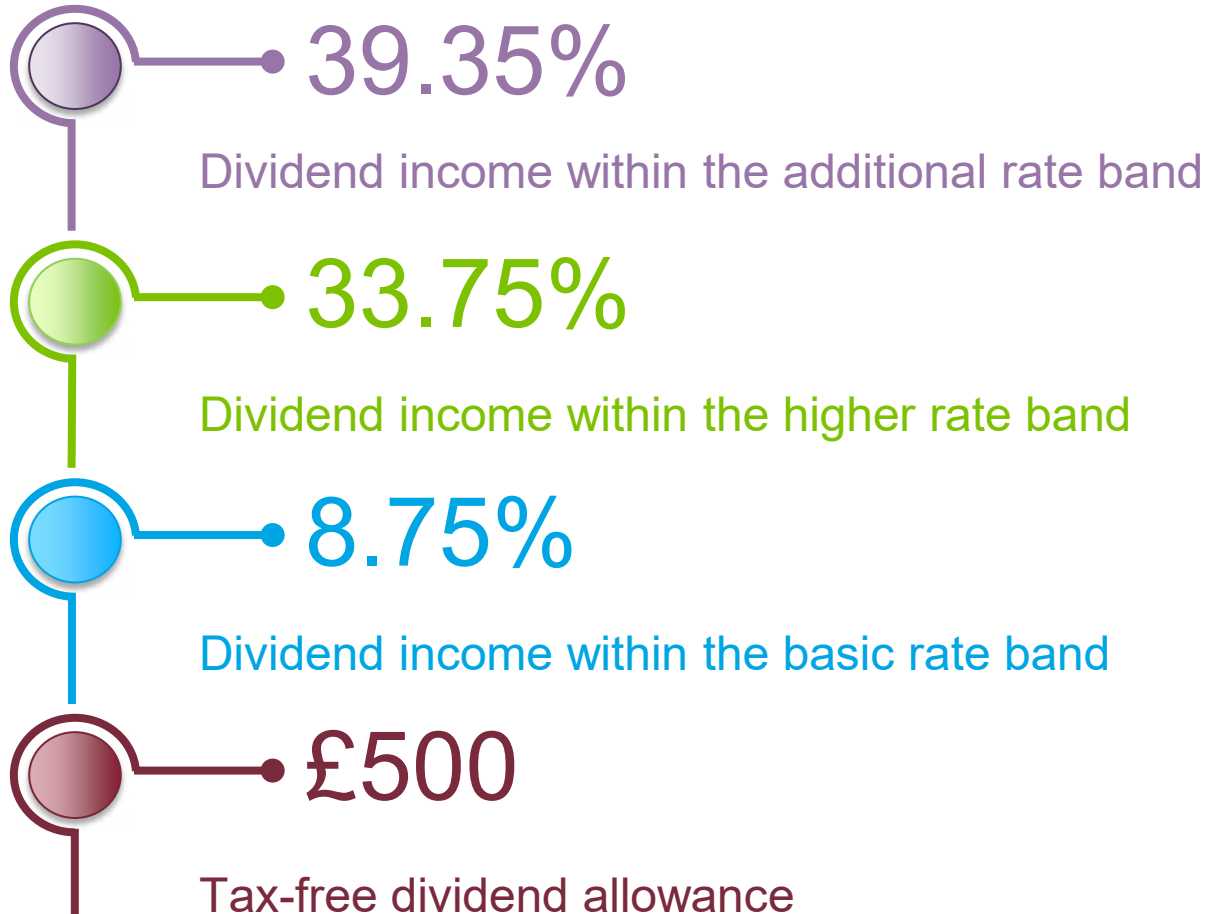 39.35%
Dividend income within the additional rate band
33.75%
Dividend income within the higher rate band
8.75%
Dividend income within the basic rate band
£500
Tax-free dividend allowance